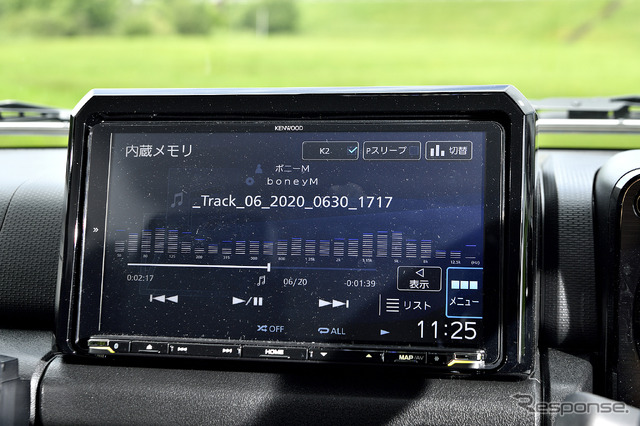 KENWOOD
内蔵メモリ
K2
Pスリープ
切替
ボニーM
boneyM
_Track_06_2020_0630_1717
0:02:17
06/20
-0:01:39
表示
メニュー
リスト
OFF
ALL
11:25
HOME
MAP/AV
Response.